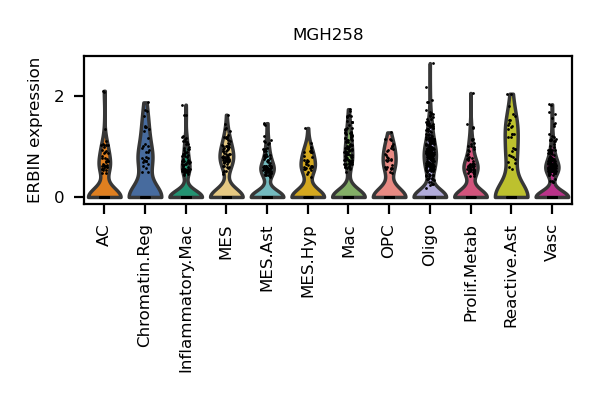 MGH258
ERBIN expression
2
0
AC
Chromatin.Reg
Inflammatory.Mac
MES
MES.Ast
MES.Hyp
Mac
OPC
Oligo
Prolif.Metab
Reactive.Ast
Vasc